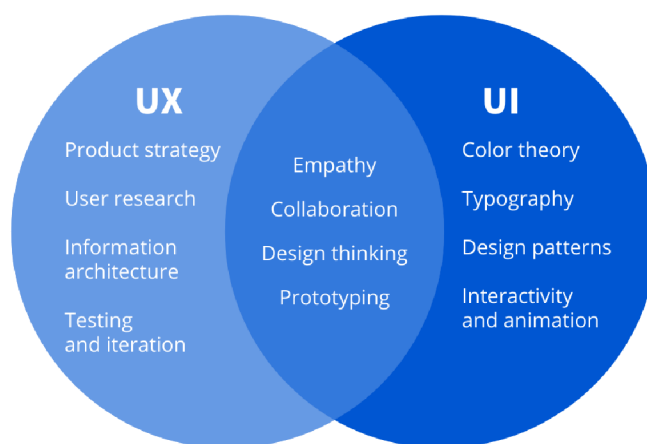 UX
Product strategy
User research
Information
architecture
Testing
and iteration
Empathy
Collaboration
Design thinking
Prototyping
UI
Color theory
Typography
Design patterns
Interactivity
and animation